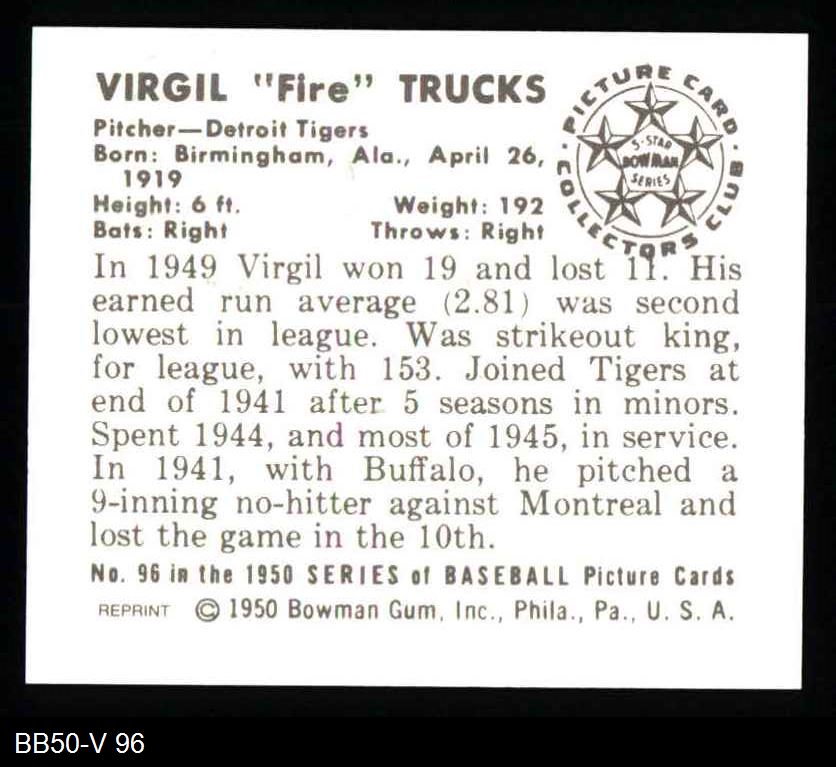 VIRGIL "Fire" TRUCKS
Pitcher—Detroit Tigers
Born: Birmingham, Ala., April 26,
1919
Height: 6 ft. Weight: 192
Bats: Right Throws: Right
PICTURE CARD
COLLECTORS CLUB
5-STAR
BOWMAN
SERIES
In 1949 Virgil won 19 and lost 11. His
earned run average (2.81) was second
lowest in league. Was strikeout king,
for league, with 153. Joined Tigers at
end of 1941 after 5 seasons in minors.
Spent 1944, and most of 1945, in service.
In 1941, with Buffalo, he pitched a
9-inning no-hitter against Montreal and
lost the game in the 10th.
No. 96 in the 1950 SERIES of BASEBALL Picture Cards
REPRINT © 1950 Bowman Gum, Inc., Phila., Pa., U. S. A.
BB50-V 96